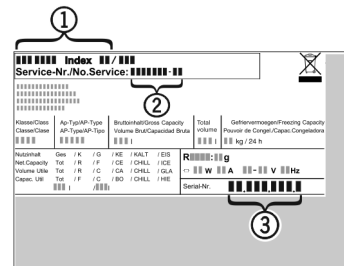 1
Index /
Service-Nr./No.Service: -
2
Klasse/Clase Ap-Typ/AP-Type Bruttoinhalt/Gross Capacity Total Gefriervermoegen/Freezing Capacity
Classe/Clase AP-Type/AP-Tipo Volume Brut/Capacidad Bruta volume Pouvoir de Congel./Capac.Congeladora
l l kg / 24 h
Nutzinhalt Ges / K / G / KE / KALT / EIS
Net.Capacity Tot / R / F / CE / CHILL / ICE
Volume Utile Tot / R / C / CA / CHILL / GLA
Capac. Util Tot / F / C / BO / CHILL / HIE
l / l
R : g
W A - V Hz
Serial-Nr. . . .
3